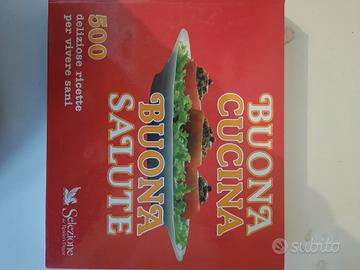 BUONA
CUCINA
BUONA
SALUTE
500
deliziose ricette
per vivere sani
Selezione
dal Reader's Digest
subito